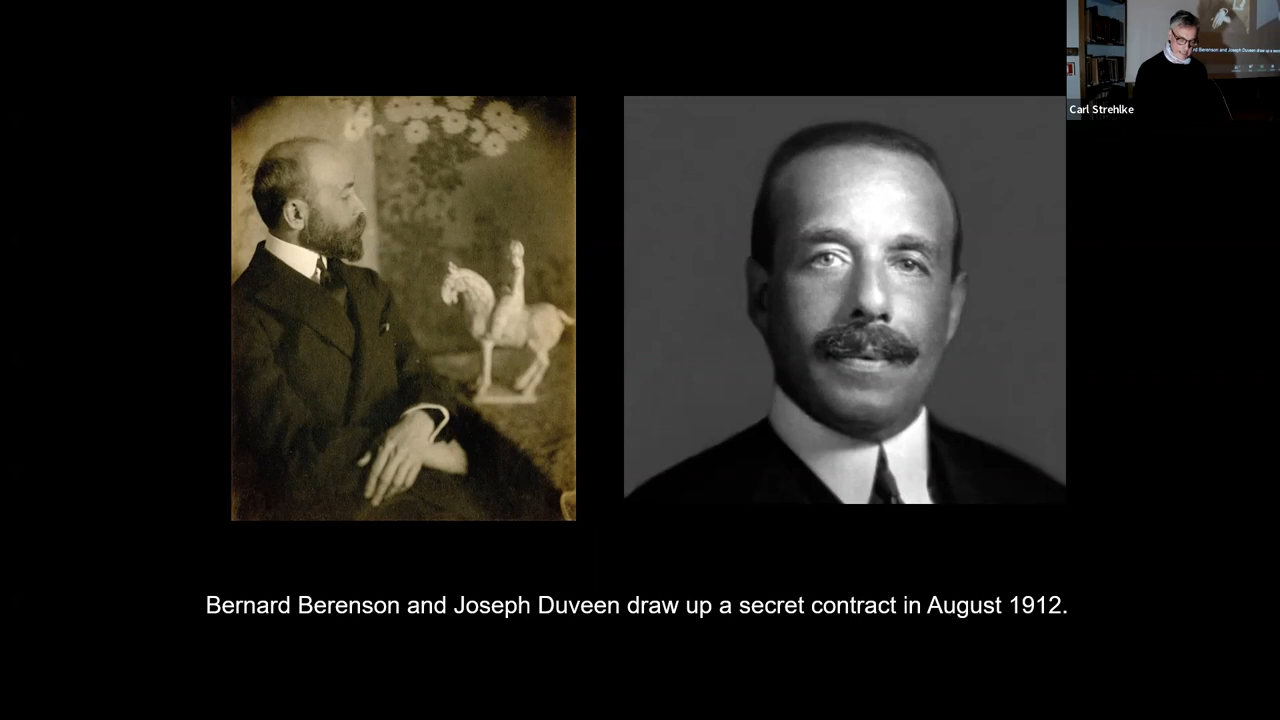 Carl Strehlke
Bernard Berenson and Joseph Duveen draw up a secret contract in August 1912.